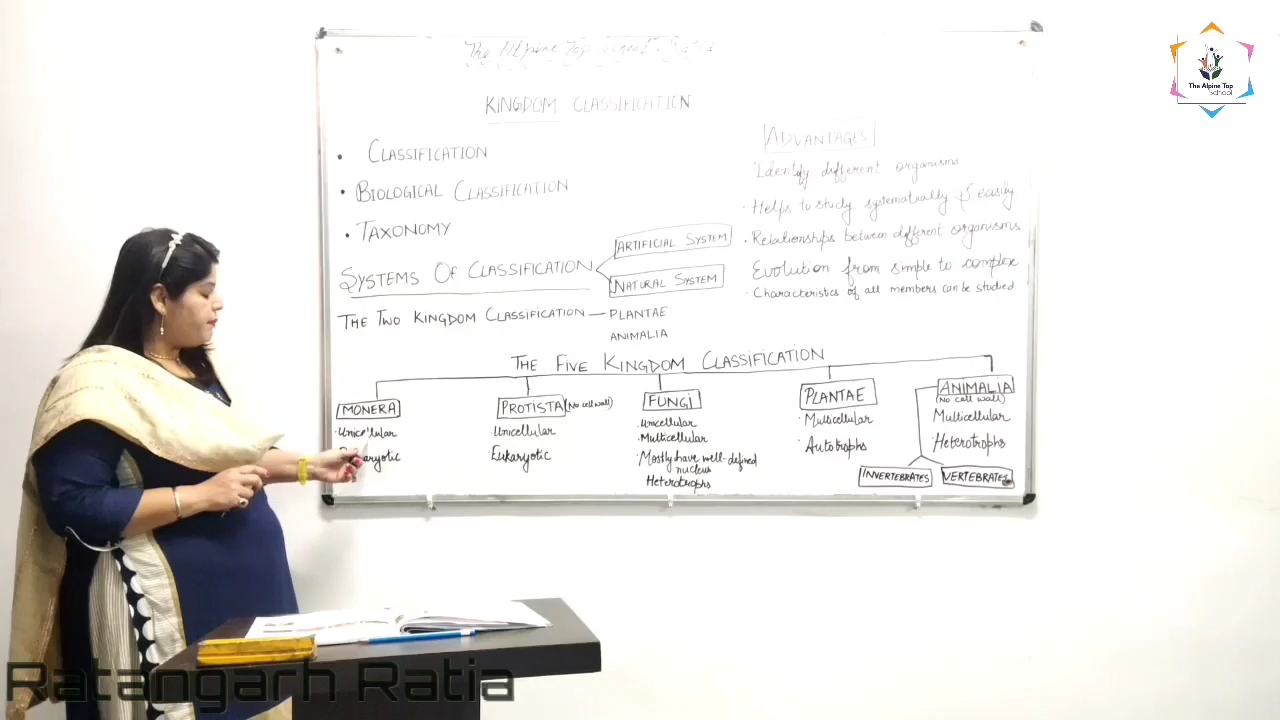 The Alpine Top School
KINGDOM CLASSIFICATION
• CLASSIFICATION
• BIOLOGICAL CLASSIFICATION
• TAXONOMY
SYSTEMS OF CLASSIFICATION
ARTIFICIAL SYSTEM
NATURAL SYSTEM
THE TWO KINGDOM CLASSIFICATION — PLANTAE
ANIMALIA
ADVANTAGES
Identify different organisms
· Helps to study systematically & easily
· Relationships between different organisms
Evolution from simple to complex
· Characteristics of all members can be studied
THE FIVE KINGDOM CLASSIFICATION
MONERA
· Unicellular
PROTISTA (No cell wall)
Unicellular
· Eukaryotic
FUNGI
· Unicellular
· Multicellular
· Mostly have well-defined
nucleus
Heterotrophs
PLANTAE
· Multicellular
· Autotrophs
ANIMALIA
(No cell wall)
Multicellular
· Heterotrophs
INVERTEBRATES
VERTEBRATES
The Alpine Top
School
Ratangarh Ratia